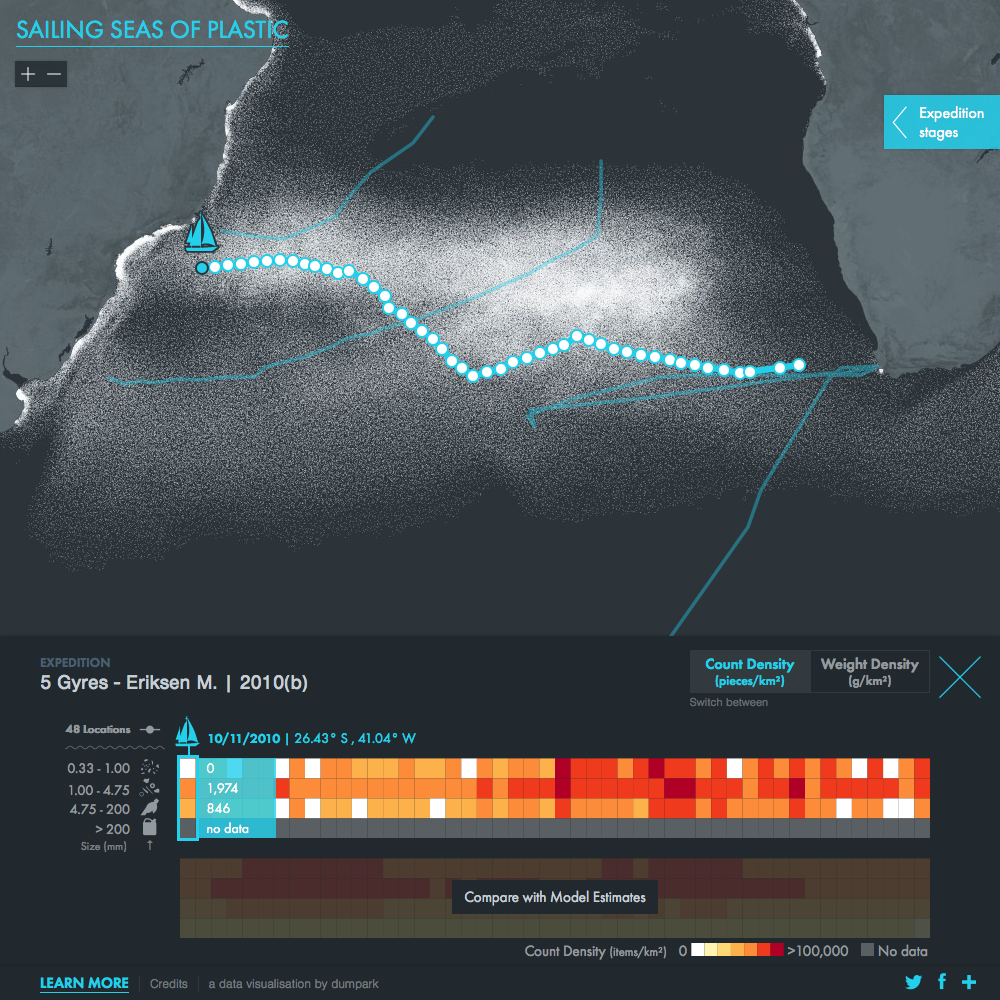 SAILING SEAS OF PLASTIC
+ −
Expedition
stages
EXPEDITION
5 Gyres - Eriksen M. | 2010(b)
Count Density
(pieces/km²)
Weight Density
(g/km²)
Switch between
48 Locations
10/11/2010 | 26.43° S , 41.04° W
0.33 - 1.00
0
1.00 - 4.75
1,974
4.75 - 200
846
> 200
no data
Size (mm) ↑
Compare with Model Estimates
Count Density (items/km²) 0 >100,000 No data
LEARN MORE
Credits
a data visualisation by dumpark